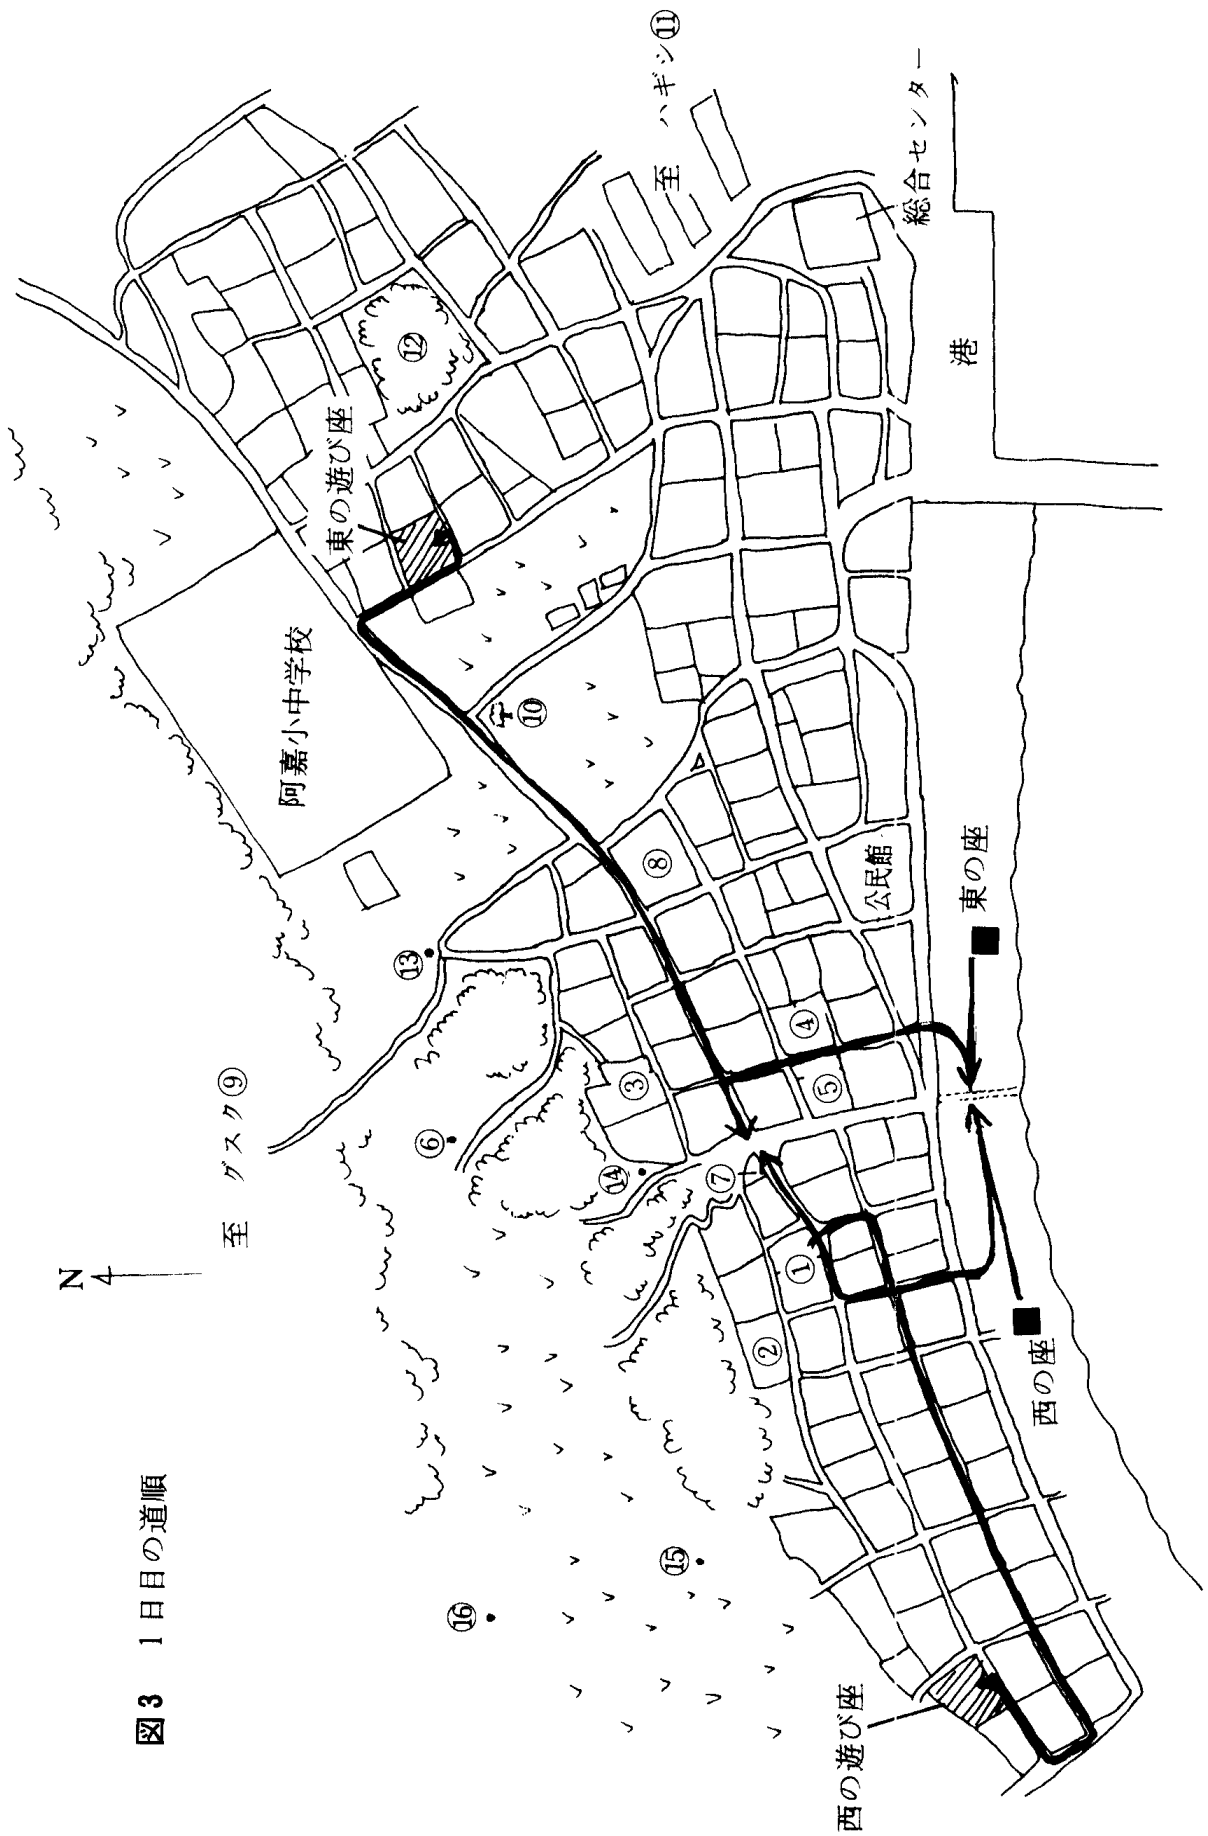 図3 1日目の道順
N
至 グスク⑨
至 ハギシ⑪
阿嘉小中学校
東の遊び座
⑫
⑩
⑬
⑥
⑭
③
⑦
⑧
④
⑤
①
②
⑮
⑯
公民館
総合センター
港
東の座
西の座
西の遊び座